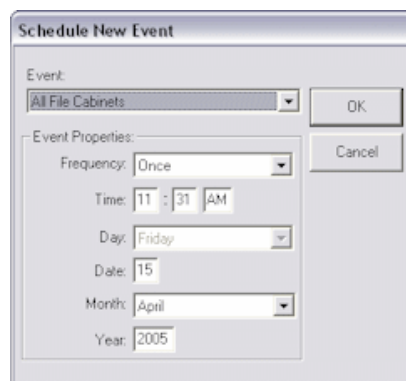 Schedule New Event
Event:
All File Cabinets
OK
Event Properties:
Cancel
Frequency: Once
Time: 11 : 31 AM
Day: Friday
Date: 15
Month: April
Year: 2005